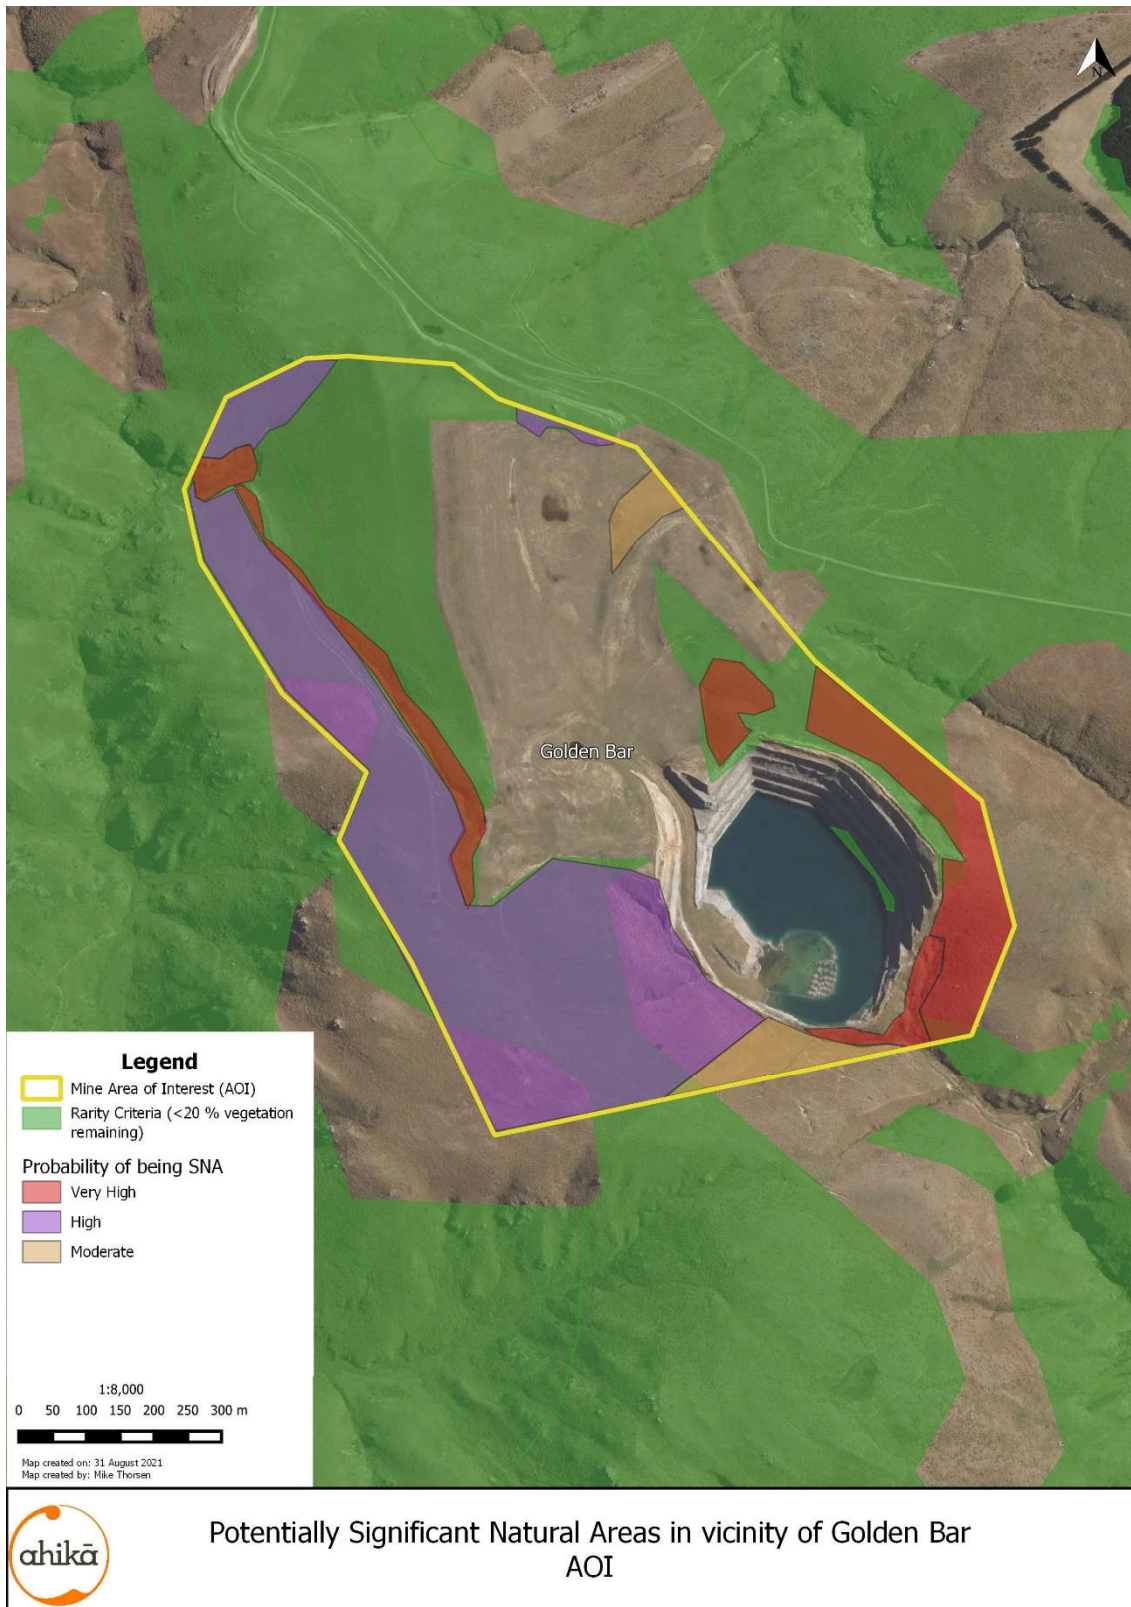 N
Golden Bar
Legend
Mine Area of Interest (AOI)
Rarity Criteria (<20 % vegetation
remaining)
Probability of being SNA
Very High
High
Moderate
1:8,000
0 50 100 150 200 250 300 m
Map created on: 31 August 2021
Map created by: Mike Thorsen
ahikā
Potentially Significant Natural Areas in vicinity of Golden Bar
AOI